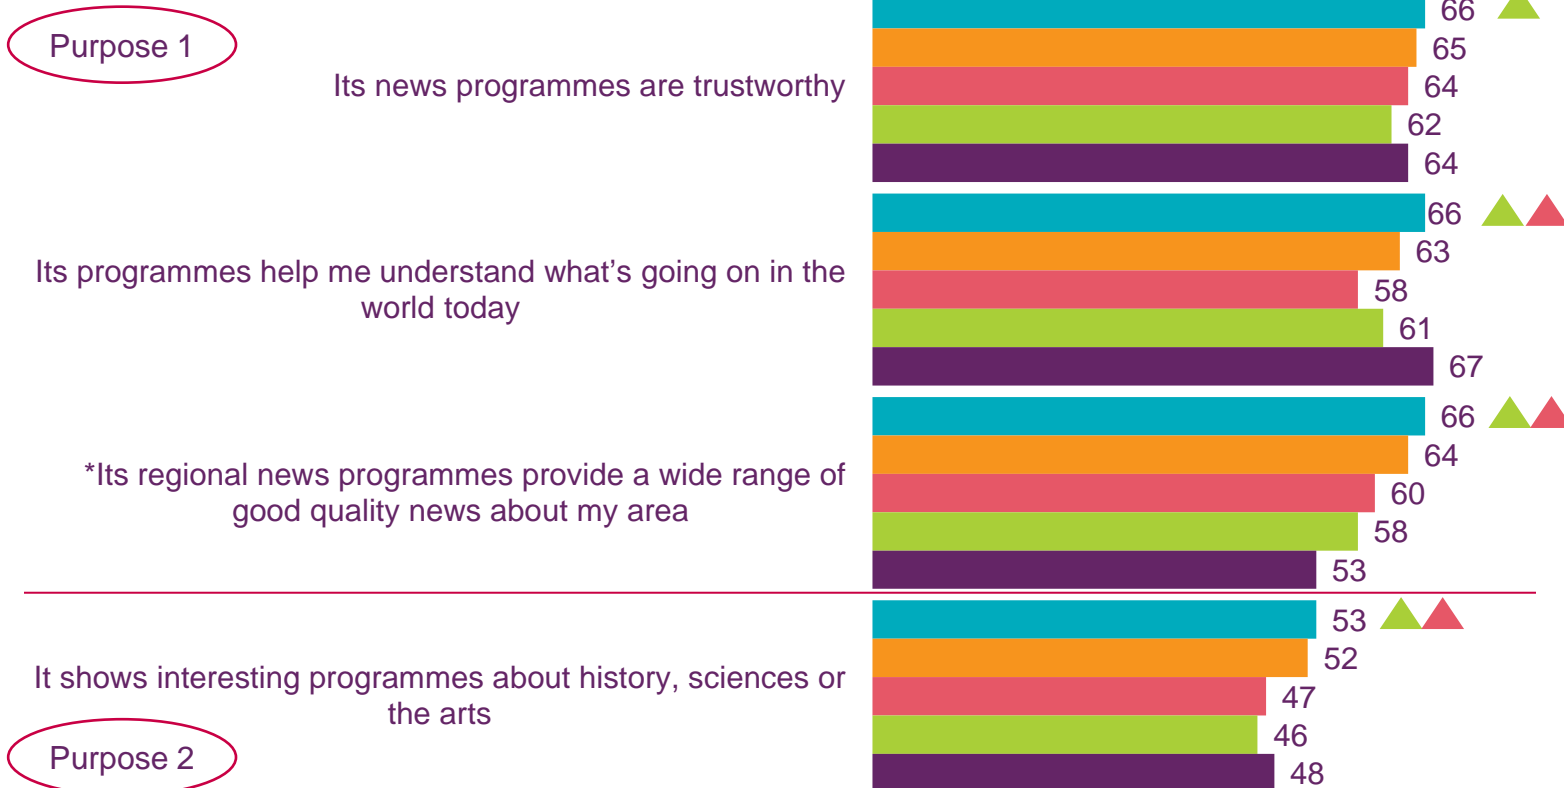 Purpose 1
Its news programmes are trustworthy
66
65
64
62
64
Its programmes help me understand what’s going on in the
world today
66
63
58
61
67
*Its regional news programmes provide a wide range of
good quality news about my area
66
64
60
58
53
It shows interesting programmes about history, sciences or
the arts
53
52
47
46
48
Purpose 2